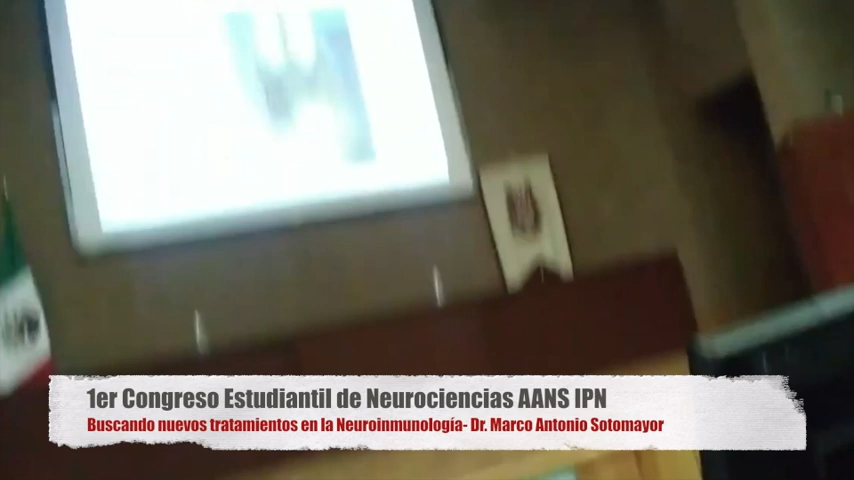 1er Congreso Estudiantil de Neurociencias AANS IPN
Buscando nuevos tratamientos en la Neuroinmunología- Dr. Marco Antonio Sotomayor